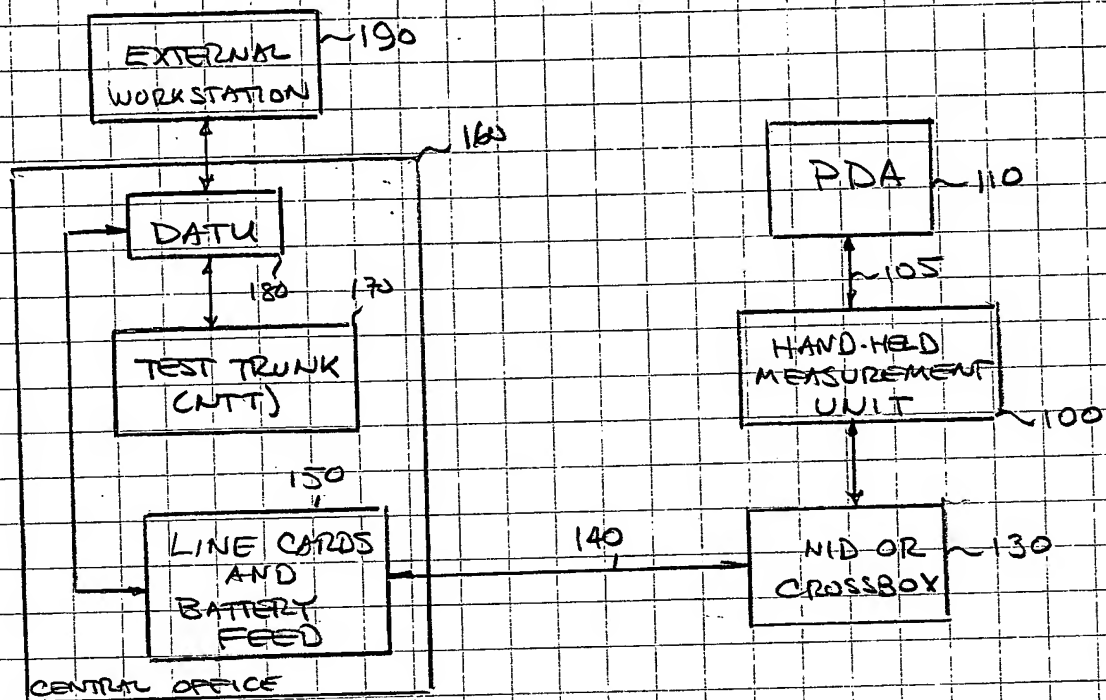 EXTERNAL
WORKSTATION
190
160
DATU
180
170
TEST TRUNK
(NTT)
150
LINE CARDS
AND
BATTERY
FEED
CENTRAL OFFICE
140
PDA
110
105
HAND-HELD
MEASUREMENT
UNIT
100
NID OR
CROSSBOX
130